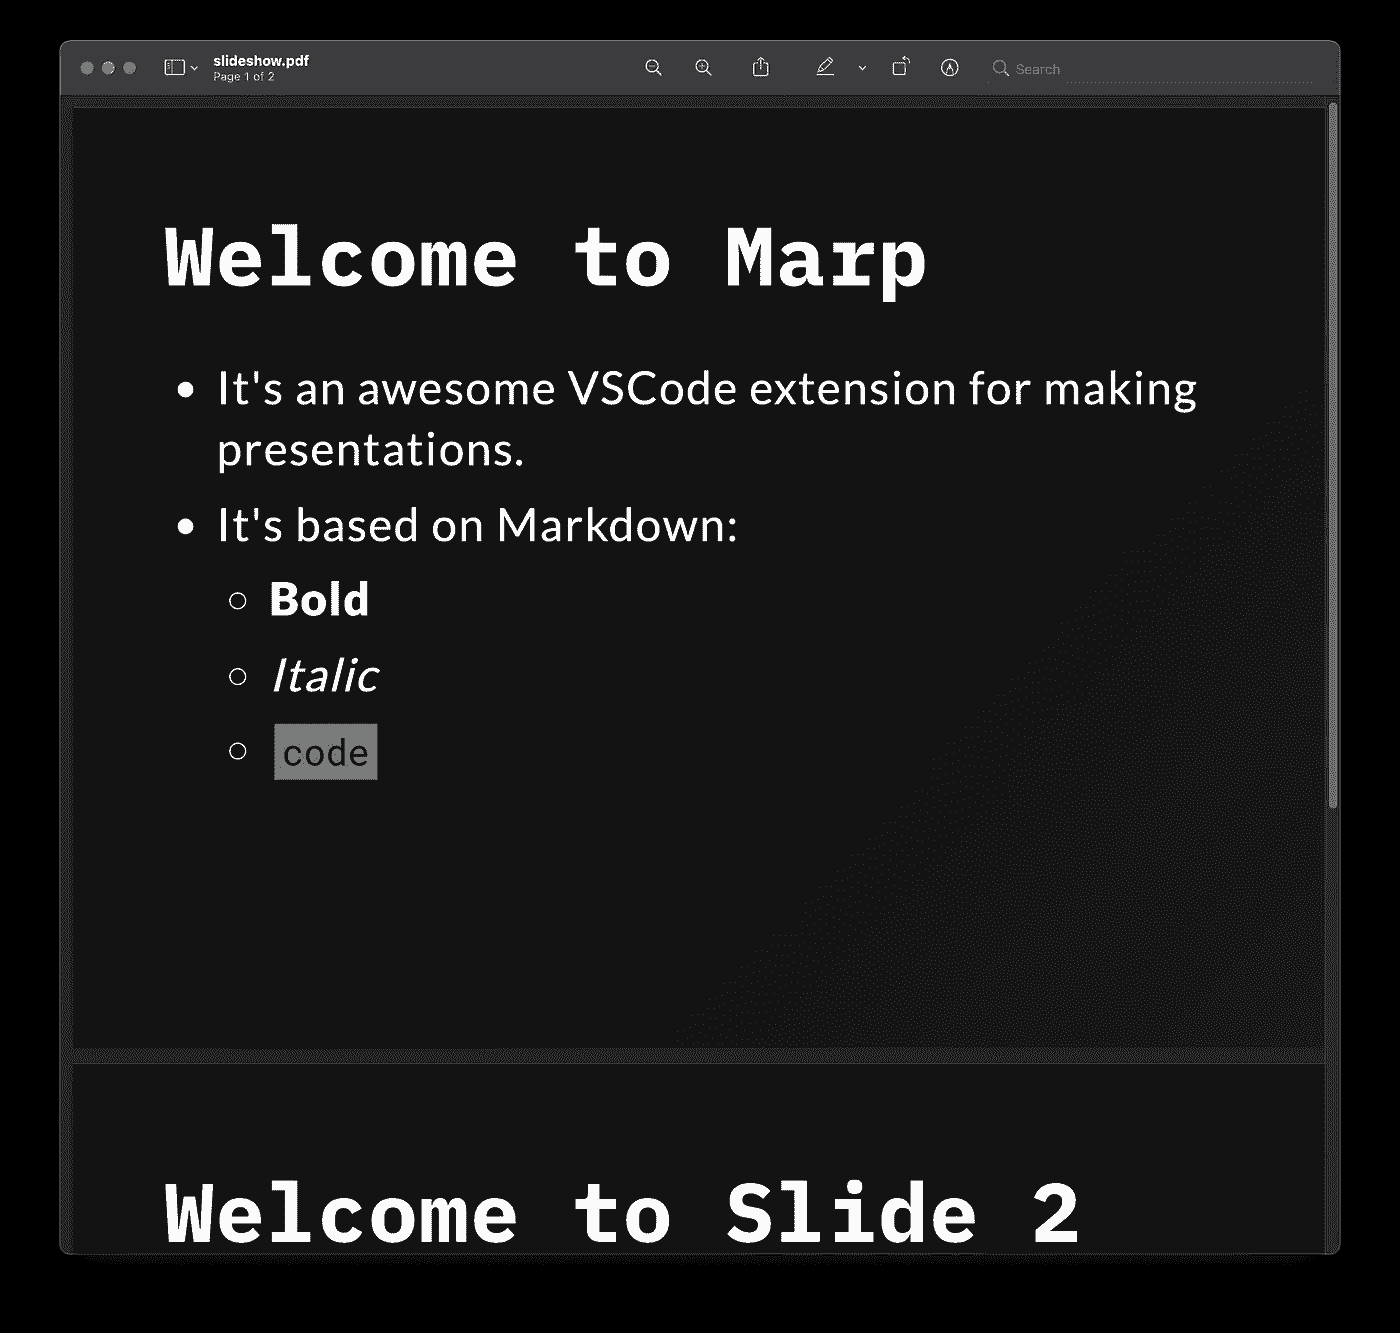 slideshow.pdf
Page 1 of 2
Search
Welcome to Marp
It's an awesome VSCode extension for making
presentations.
It's based on Markdown:
Bold
Italic
code
Welcome to Slide 2